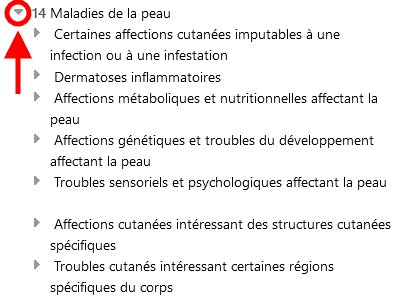 14 Maladies de la peau
Certaines affections cutanées imputables à une
infection ou à une infestation
Dermatoses inflammatoires
Affections métaboliques et nutritionnelles affectant la
peau
Affections génétiques et troubles du développement
affectant la peau
Troubles sensoriels et psychologiques affectant la peau
Affections cutanées intéressant des structures cutanées
spécifiques
Troubles cutanés intéressant certaines régions
spécifiques du corps